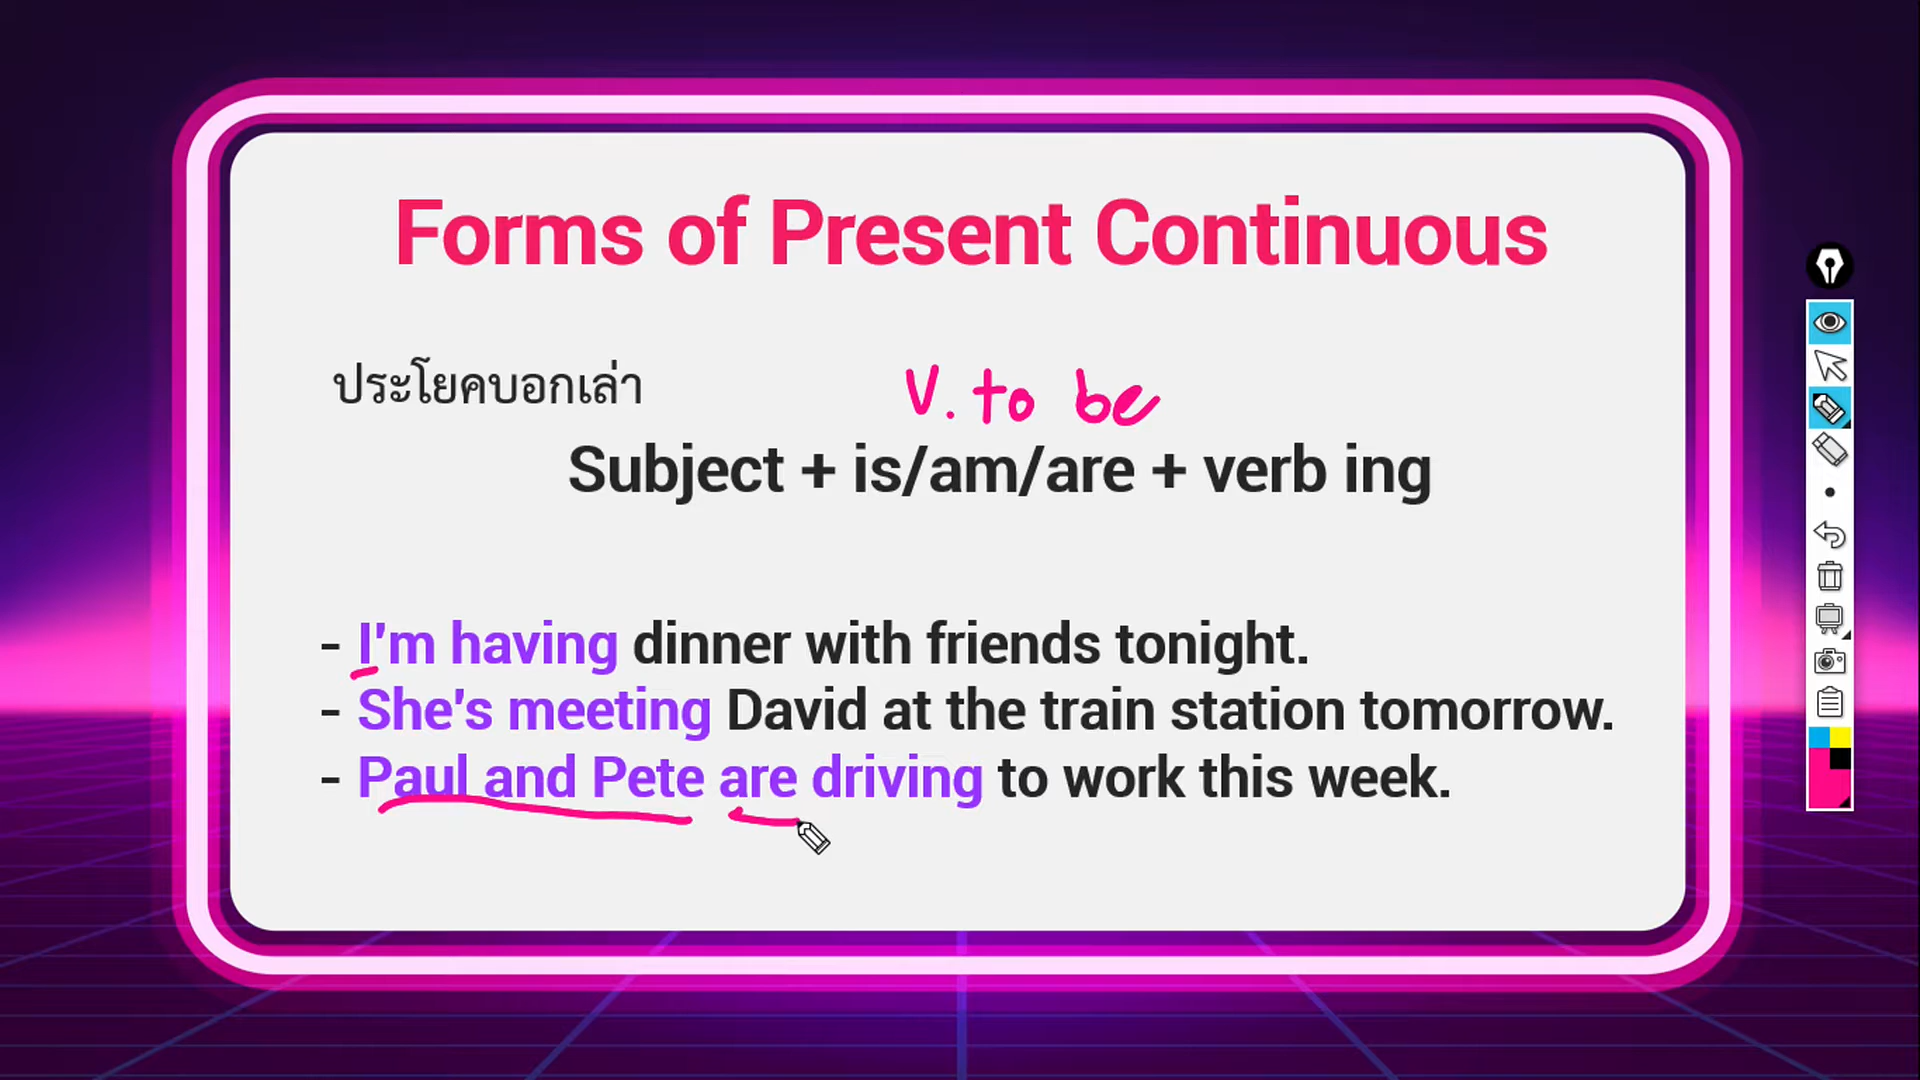 Forms of Present Continuous
ประโยคบอกเล่า
V. to be
Subject + is/am/are + verb ing
- I'm having dinner with friends tonight.
- She's meeting David at the train station tomorrow.
- Paul and Pete are driving to work this week.